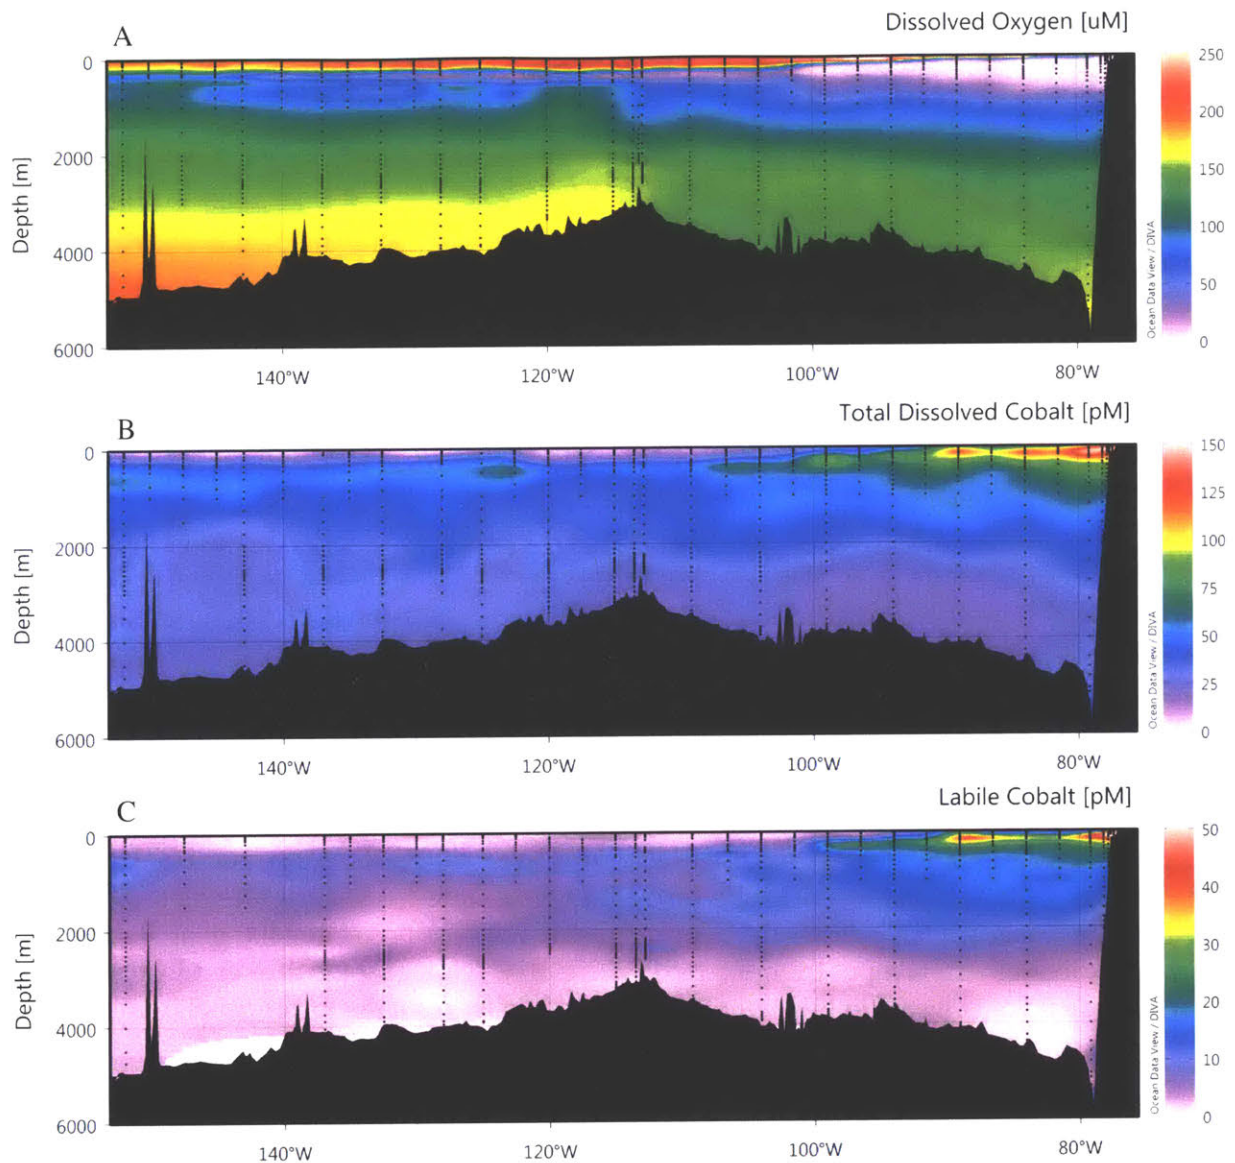 A
Dissolved Oxygen [uM]
0
2000
4000
6000
Depth [m]
140°W
120°W
100°W
80°W
250
200
150
100
50
0
Ocean Data View / DIVA
B
Total Dissolved Cobalt [pM]
0
2000
4000
6000
Depth [m]
140°W
120°W
100°W
80°W
150
125
100
75
50
25
0
Ocean Data View / DIVA
C
Labile Cobalt [pM]
0
2000
4000
6000
Depth [m]
140°W
120°W
100°W
80°W
50
40
30
20
10
0
Ocean Data View / DIVA